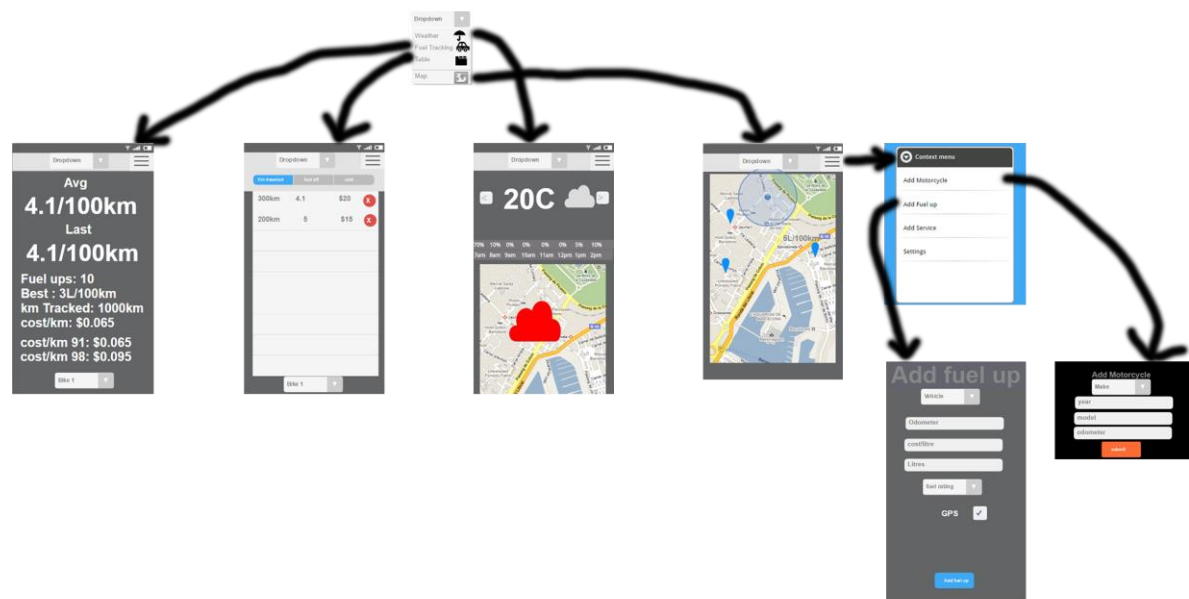 Dropdown
Weather
Fuel Tracking
Table
Map
Dropdown
Avg
4.1/100km
Last
4.1/100km
Fuel ups: 10
Best : 3L/100km
km Tracked: 1000km
cost/km: $0.065
cost/km 91: $0.065
cost/km 98: $0.095
Bike 1
Dropdown
km traveled fuel eff cost
300km 4.1 $20 X
200km 5 $15 X
Bike 1
Dropdown
< 20C >
70% 10% 0% 0% 0% 5% 10%
7am 8am 9am 10am 11am 12pm 1pm 2pm
Dropdown
5L/100km
Context menu
Add Motorcycle
Add Fuel up
Add Service
Settings
Add fuel up
Vehicle
Odometer
cost/litre
Litres
fuel rating
GPS
Add fuel up
Add Motorcycle
Make
year
model
odometer
submit